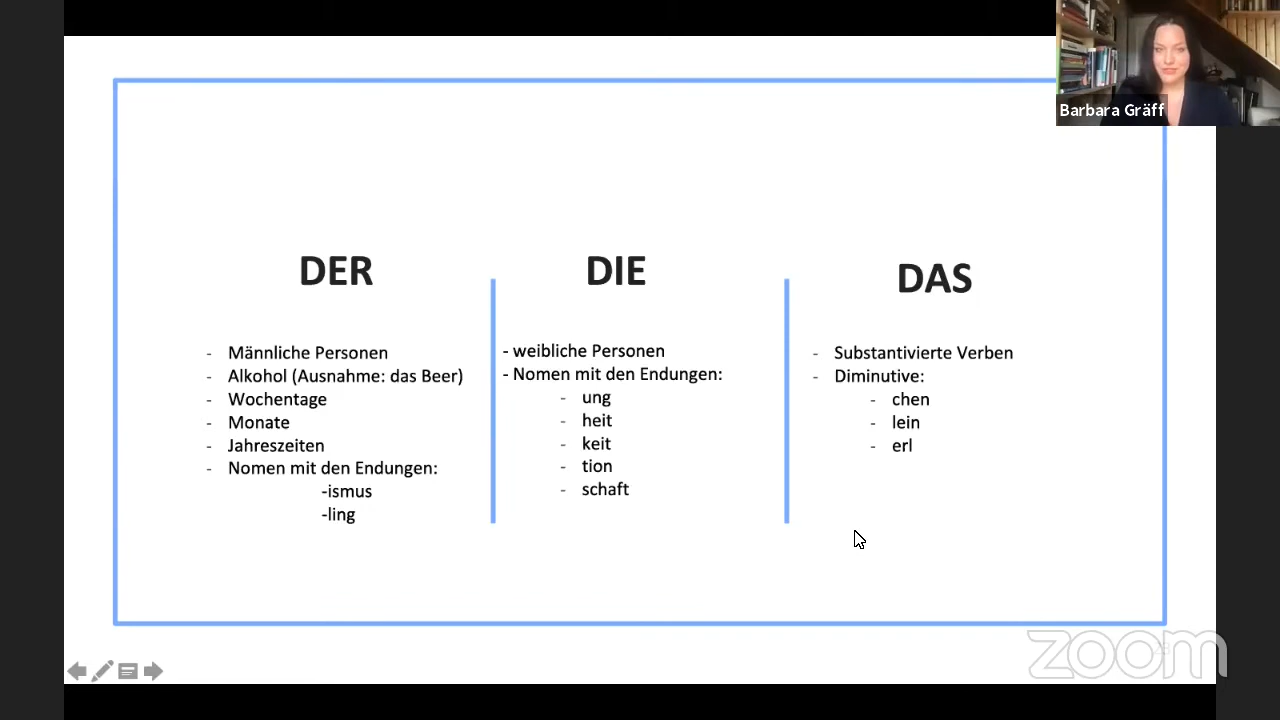 Barbara Gräff
DER
- Männliche Personen
- Alkohol (Ausnahme: das Beer)
- Wochentage
- Monate
- Jahreszeiten
- Nomen mit den Endungen:
-ismus
-ling
DIE
- weibliche Personen
- Nomen mit den Endungen:
- ung
- heit
- keit
- tion
- schaft
DAS
- Substantivierte Verben
- Diminutive:
- chen
- lein
- erl
zoom